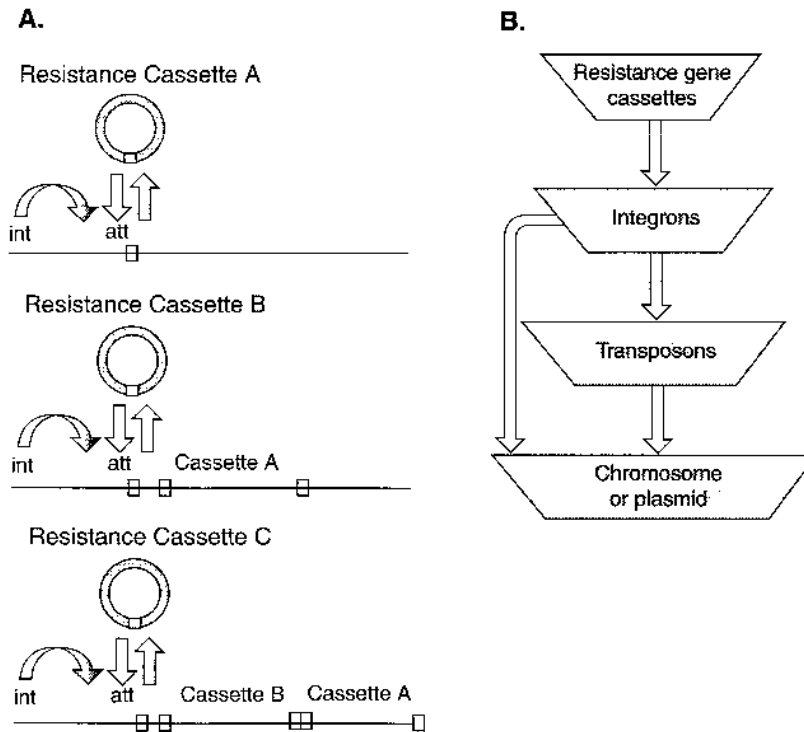 A.
Resistance Cassette A
int
att
Resistance Cassette B
int
att
Cassette A
Resistance Cassette C
int
att
Cassette B
Cassette A
B.
Resistance gene
cassettes
Integrons
Transposons
Chromosome
or plasmid